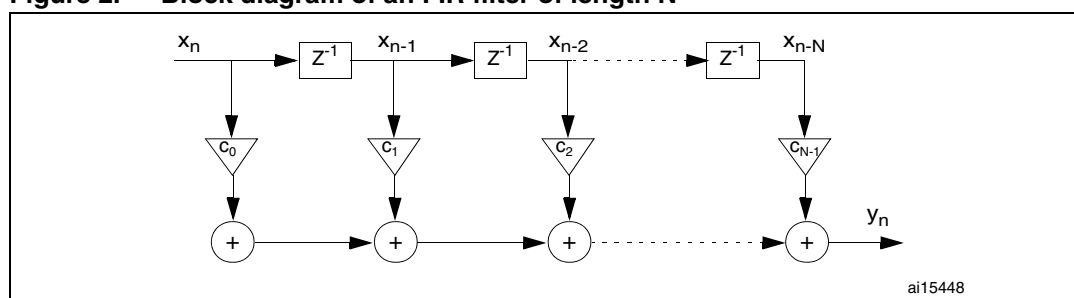 Figure 2. Block diagram of an FIR filter of length N
xₙ Z⁻¹ xₙ₋₁ Z⁻¹ xₙ₋₂ Z⁻¹ xₙ₋N
c₀ c₁ c₂ c_N-1
yₙ
+ + + +
ai15448